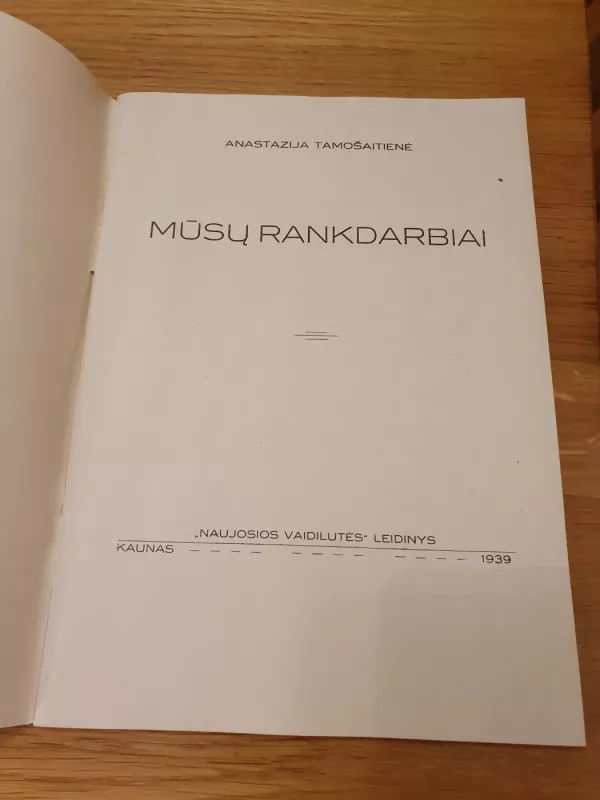 ANASTAZIJA TAMOŠAITIENĖ
MŪSŲ RANKDARBIAI
„NAUJOSIOS VAIDILUTĖS“ LEIDINYS
KAUNAS – – – – – – – – – – – – 1939